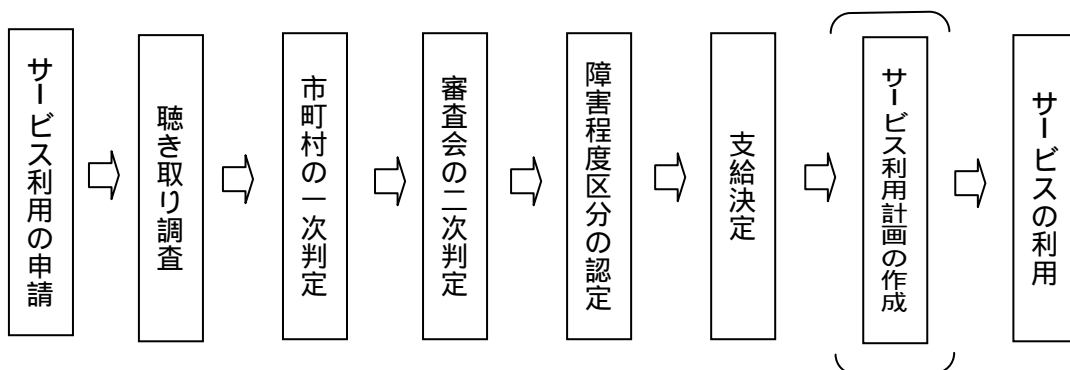 サービス利用の申請
聴き取り調査
市町村の一次判定
審査会の二次判定
障害程度区分の認定
支給決定
サービス利用計画の作成
サービスの利用